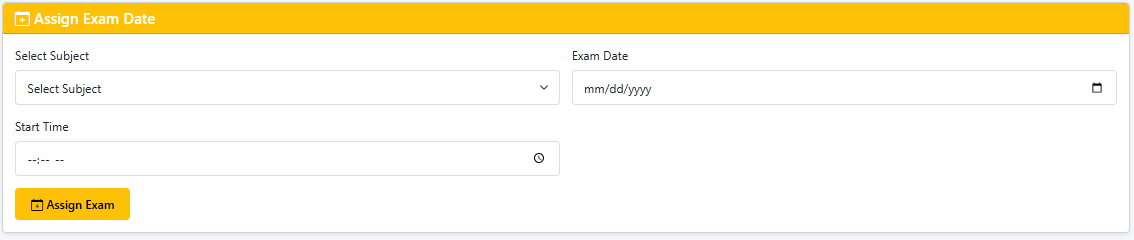 Assign Exam Date
Select Subject
Exam Date
Select Subject
mm/dd/yyyy
Start Time
--:-- --
Assign Exam